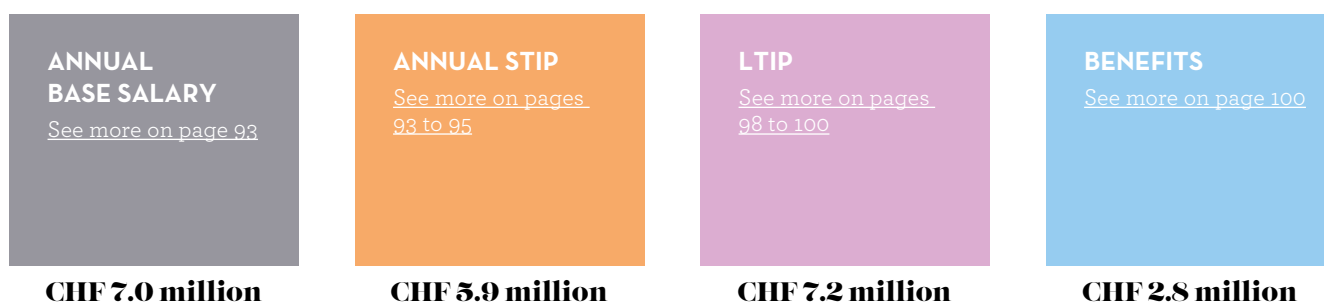 ANNUAL
BASE SALARY
See more on page 93
CHF 7.0 million
ANNUAL STIP
See more on pages
93 to 95
CHF 5.9 million
LTIP
See more on pages
98 to 100
CHF 7.2 million
BENEFITS
See more on page 100
CHF 2.8 million